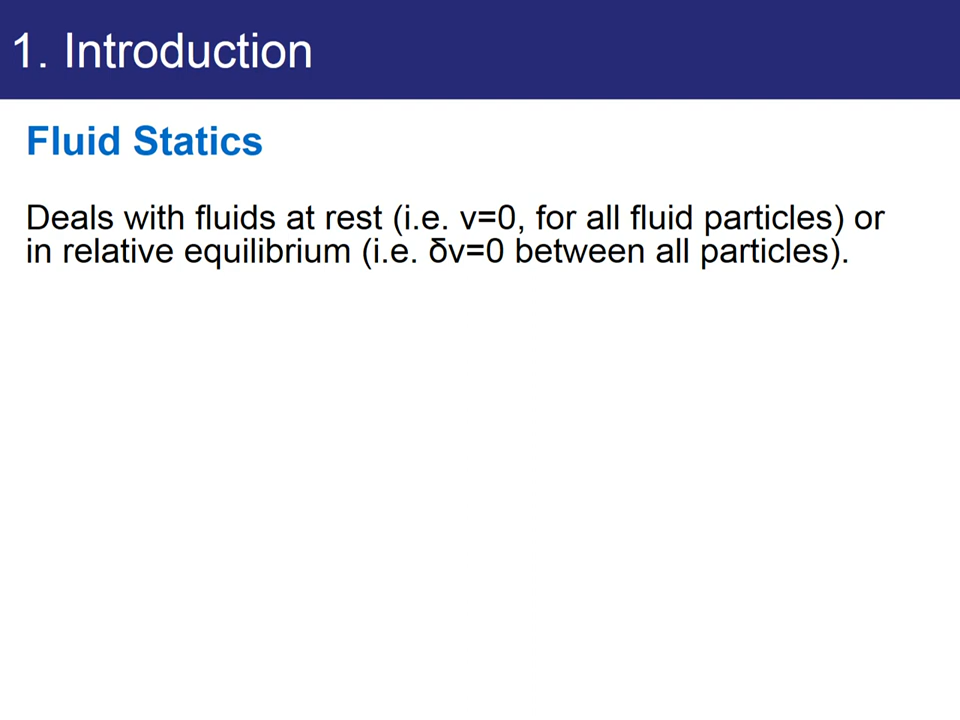 1. Introduction
Fluid Statics
Deals with fluids at rest (i.e. v=0, for all fluid particles) or
in relative equilibrium (i.e. δv=0 between all particles).